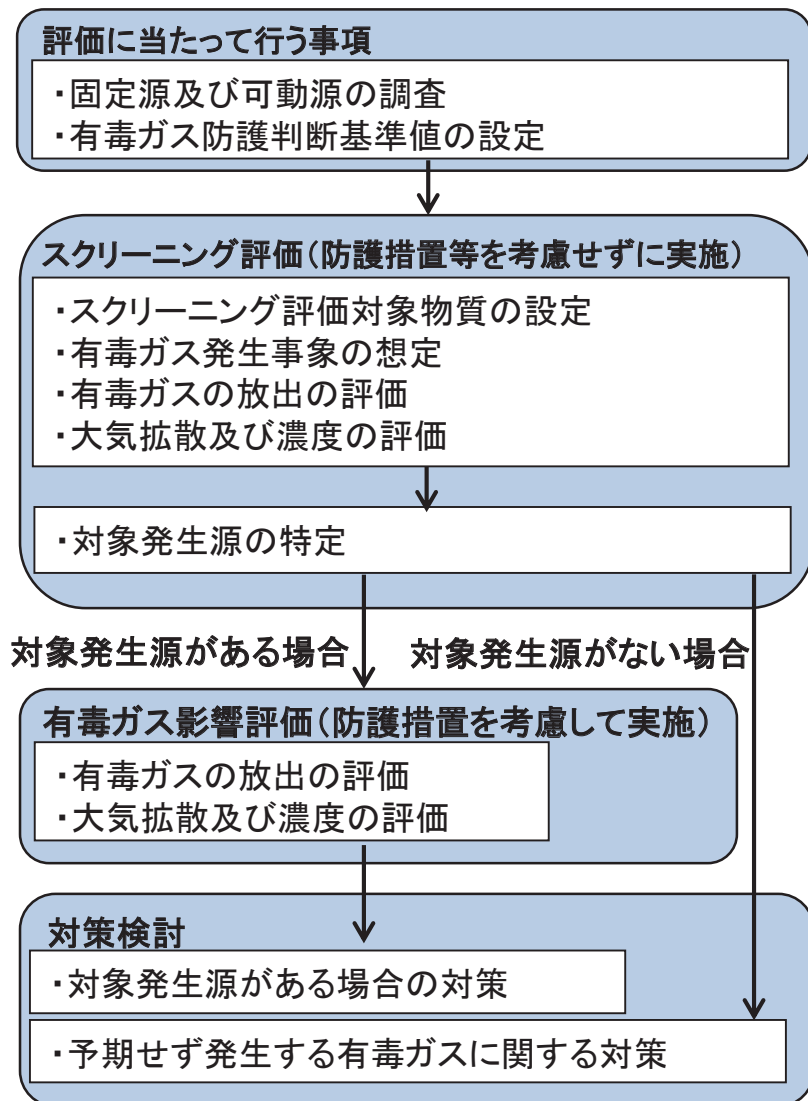 評価に当たって行う事項
・固定源及び可動源の調査
・有毒ガス防護判断基準値の設定
スクリーニング評価（防護措置等を考慮せずに実施）
・スクリーニング評価対象物質の設定
・有毒ガス発生事象の想定
・有毒ガスの放出の評価
・大気拡散及び濃度の評価
・対象発生源の特定
対象発生源がある場合
対象発生源がない場合
有毒ガス影響評価（防護措置を考慮して実施）
・有毒ガスの放出の評価
・大気拡散及び濃度の評価
対策検討
・対象発生源がある場合の対策
・予期せず発生する有毒ガスに関する対策